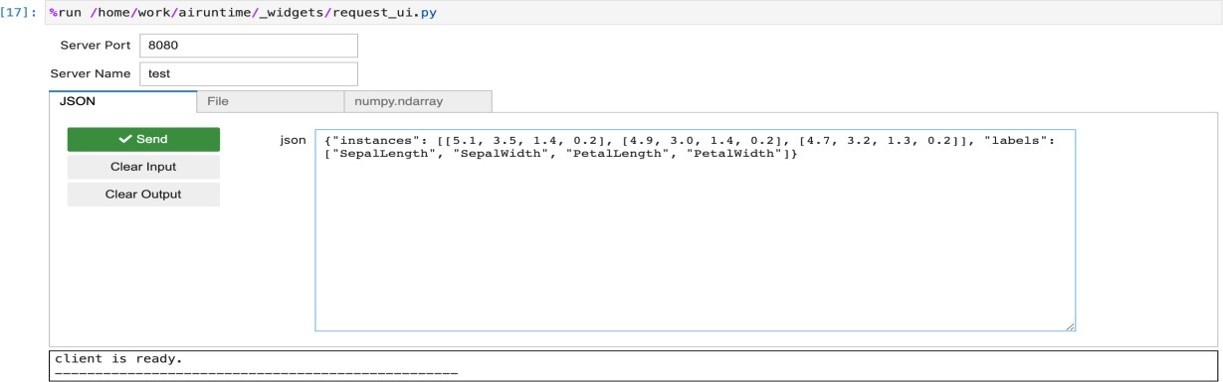 [17]: %run /home/work/airuntime/_widgets/request_ui.py
Server Port 8080
Server Name test
JSON File numpy.ndarray
Send
Clear Input
Clear Output
json
{"instances": [[5.1, 3.5, 1.4, 0.2], [4.9, 3.0, 1.4, 0.2], [4.7, 3.2, 1.3, 0.2]], "labels":
["SepalLength", "SepalWidth", "PetalLength", "PetalWidth"]}
client is ready.
--------------------------------------------------